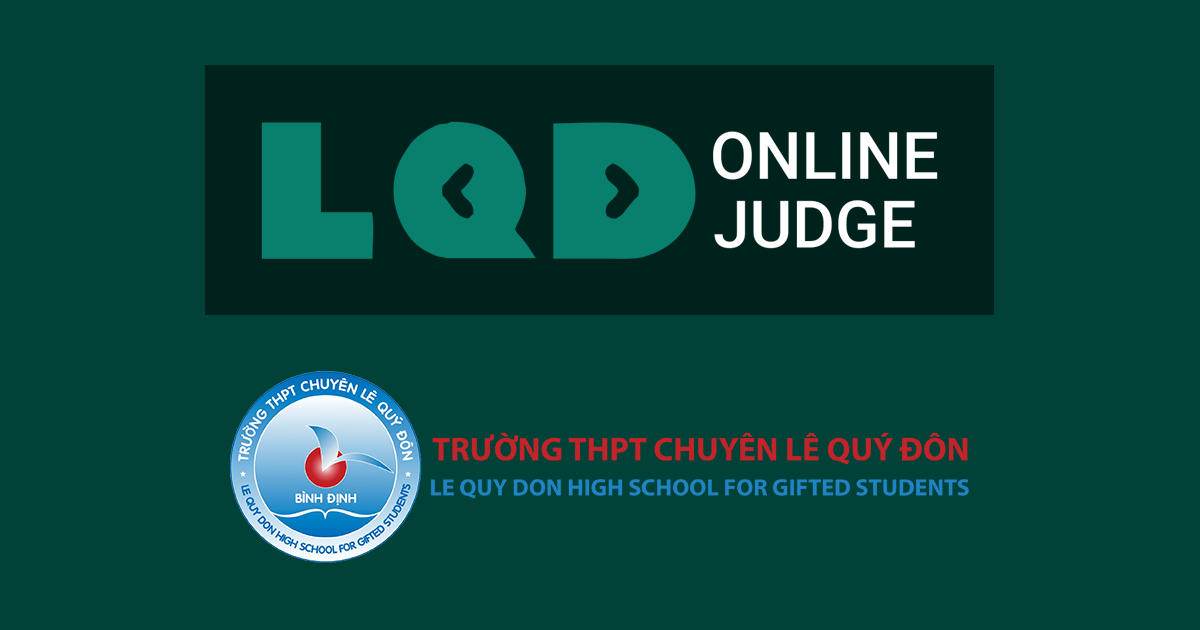 LQD ONLINE
JUDGE
TRƯỜNG THPT CHUYÊN LÊ QUÝ ĐÔN
BÌNH ĐỊNH
LE QUY DON HIGH SCHOOL FOR GIFTED STUDENTS
TRƯỜNG THPT CHUYÊN LÊ QUÝ ĐÔN
LE QUY DON HIGH SCHOOL FOR GIFTED STUDENTS